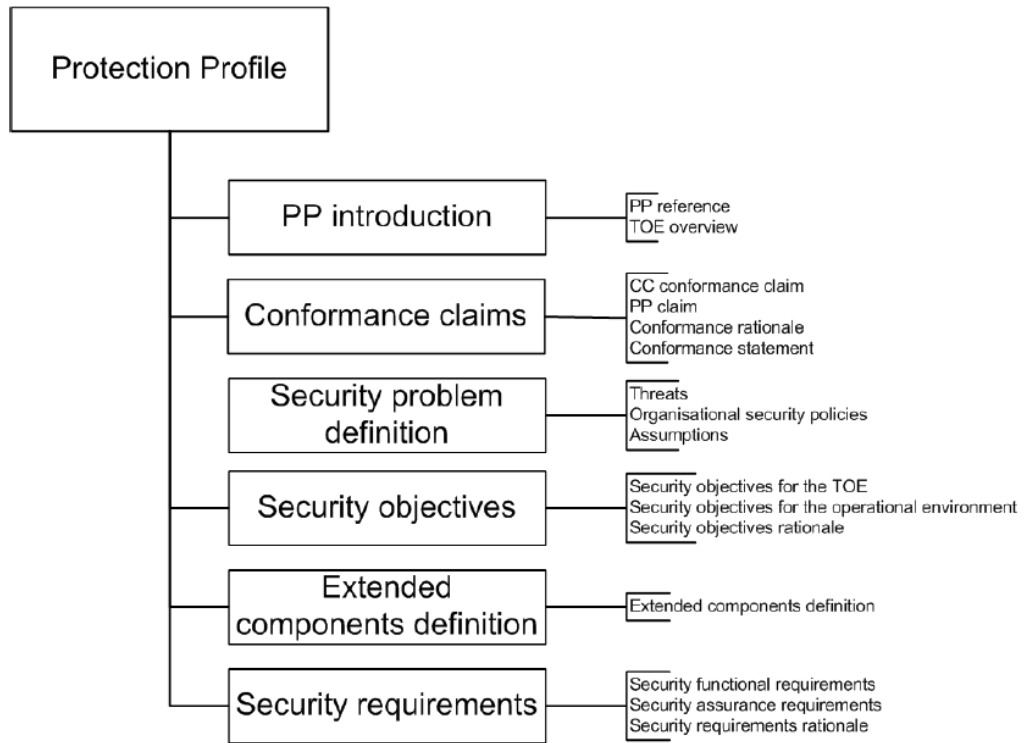 Protection Profile
PP introduction
PP reference
TOE overview
Conformance claims
CC conformance claim
PP claim
Conformance rationale
Conformance statement
Security problem
definition
Threats
Organisational security policies
Assumptions
Security objectives
Security objectives for the TOE
Security objectives for the operational environment
Security objectives rationale
Extended
components definition
Extended components definition
Security requirements
Security functional requirements
Security assurance requirements
Security requirements rationale